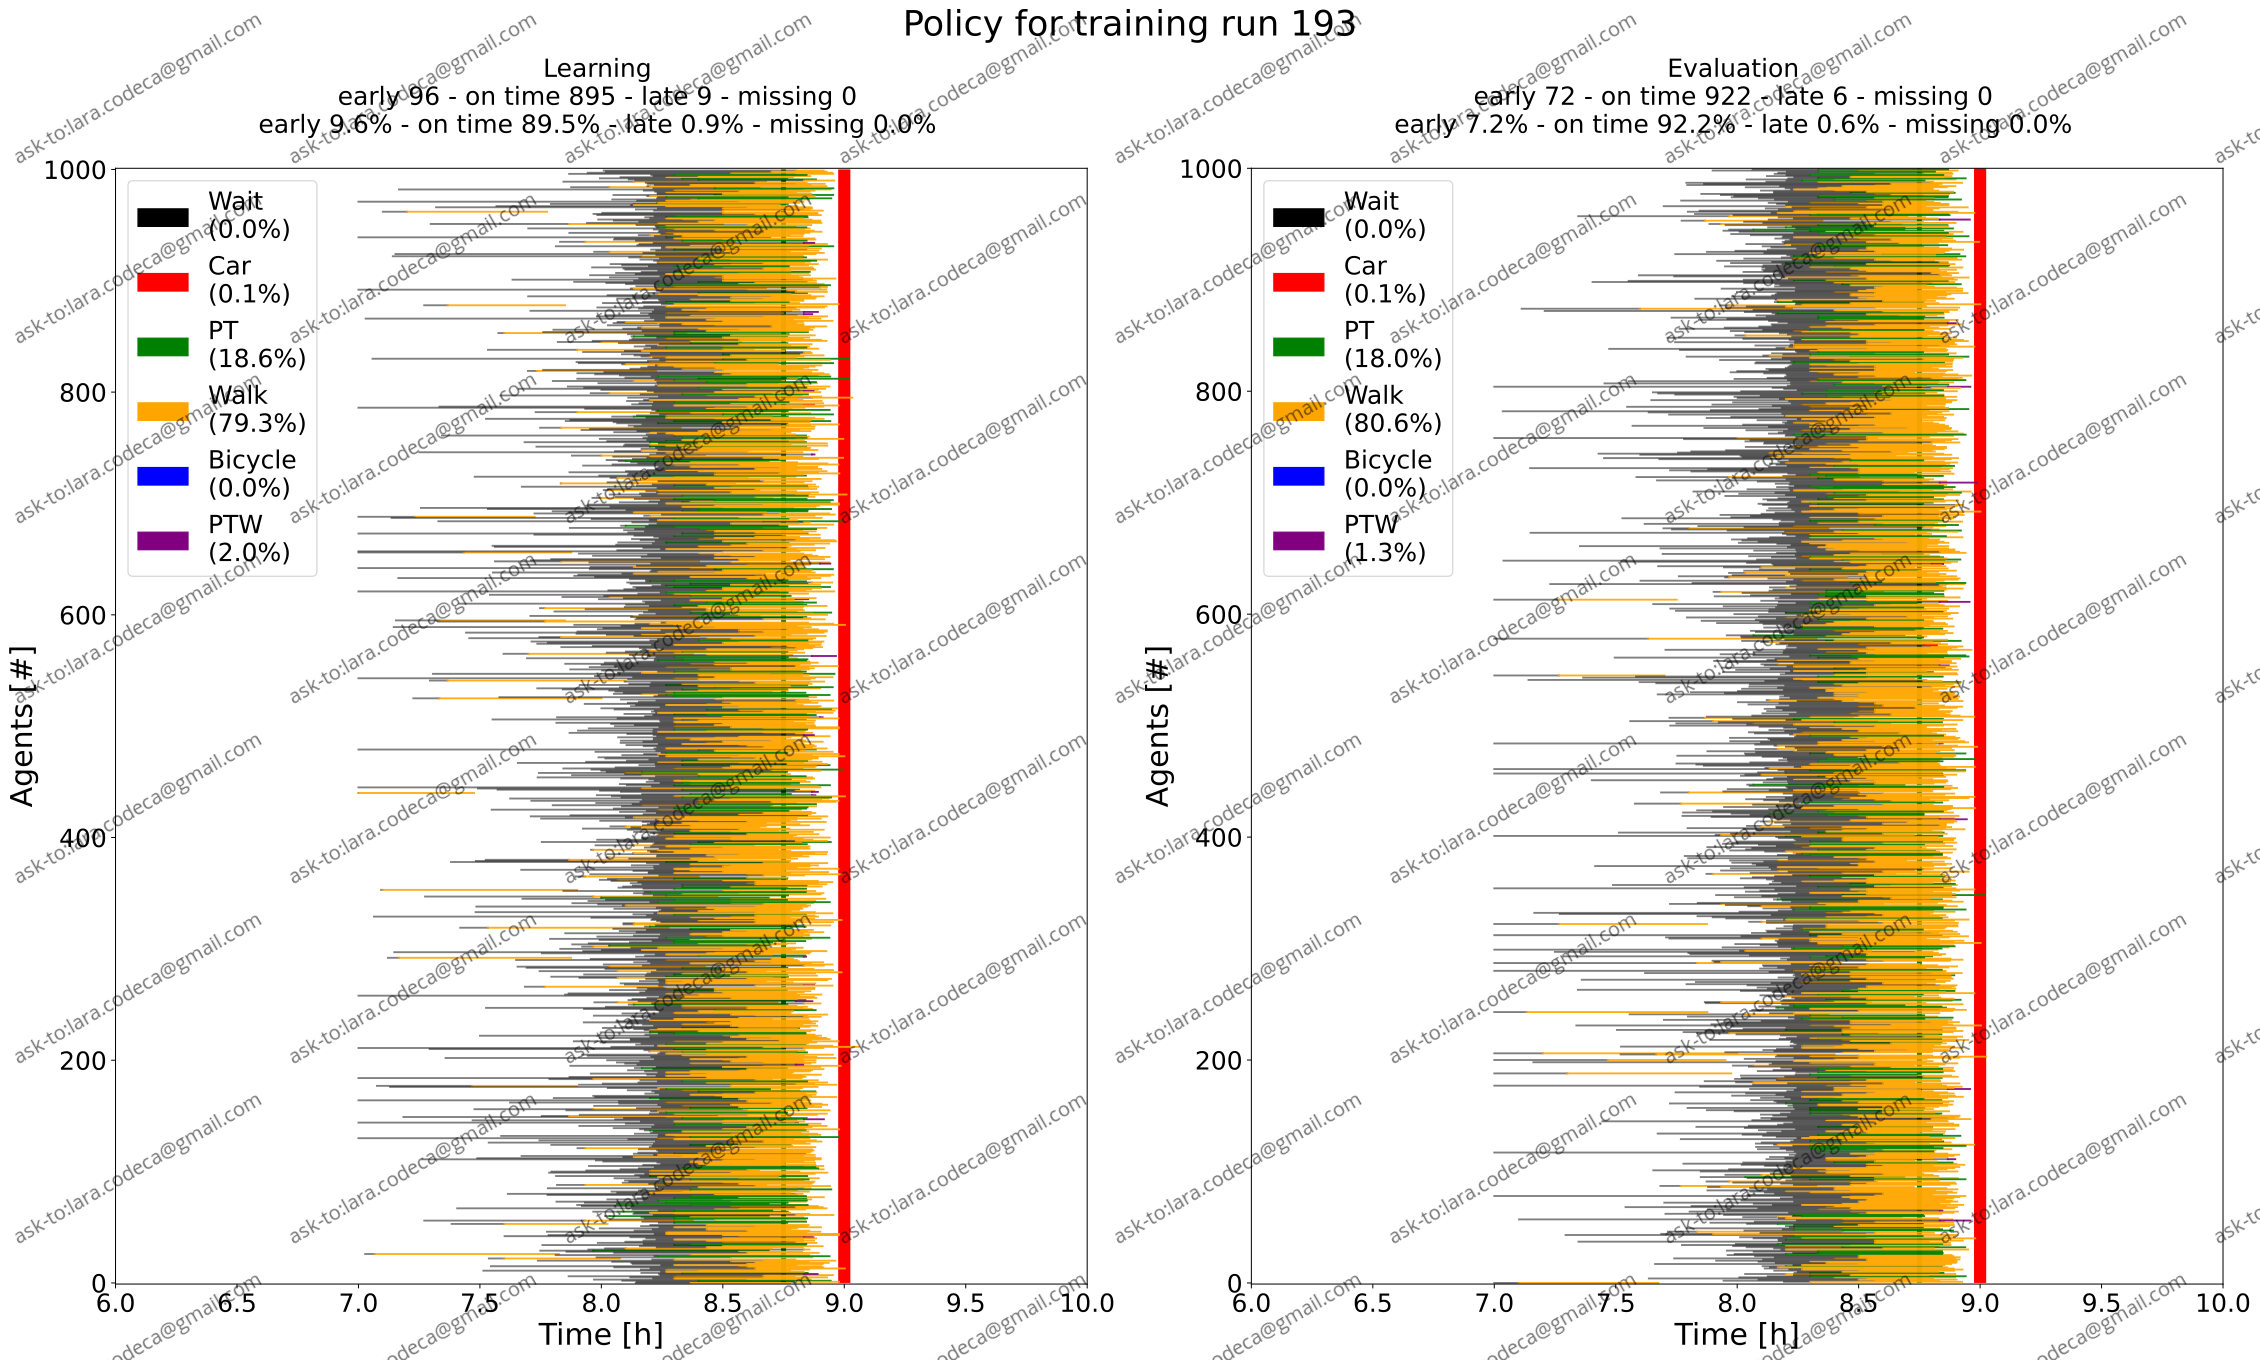 Policy for training run 193
Learning
early 96 - on time 895 - late 9 - missing 0
early 9.6% - on time 89.5% - late 0.9% - missing 0.0%
Evaluation
early 72 - on time 922 - late 6 - missing 0
early 7.2% - on time 92.2% - late 0.6% - missing 0.0%
Agents [#]
1000
800
600
400
200
0
Wait
(0.0%)
Car
(0.1%)
PT
(18.6%)
Walk
(79.3%)
Bicycle
(0.0%)
PTW
(2.0%)
6.0 6.5 7.0 7.5 8.0 8.5 9.0 9.5 10.0
Time [h]
Agents [#]
1000
800
600
400
200
0
Wait
(0.0%)
Car
(0.1%)
PT
(18.0%)
Walk
(80.6%)
Bicycle
(0.0%)
PTW
(1.3%)
6.0 6.5 7.0 7.5 8.0 8.5 9.0 9.5 10.0
Time [h]
ask-to:lara.codeca@gmail.com